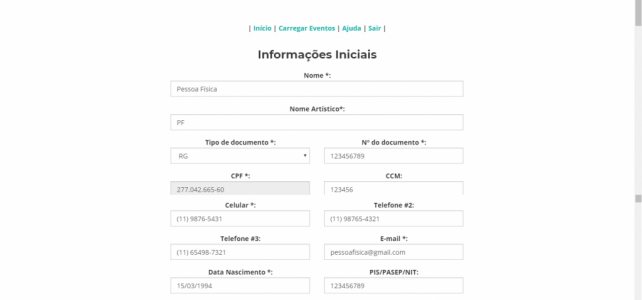 | Início | Carregar Eventos | Ajuda | Sair |
Informações Iniciais
Nome *:
Pessoa Física
Nome Artístico*:
PF
Tipo de documento *: Nº do documento *:
RG 123456789
CPF *: CCM:
277.042.665-60 123456
Celular *: Telefone #2:
(11) 9876-5431 (11) 98765-4321
Telefone #3: E-mail *:
(11) 65498-7321 pessoafisica@gmail.com
Data Nascimento *: PIS/PASEP/NIT:
15/03/1994 123456789